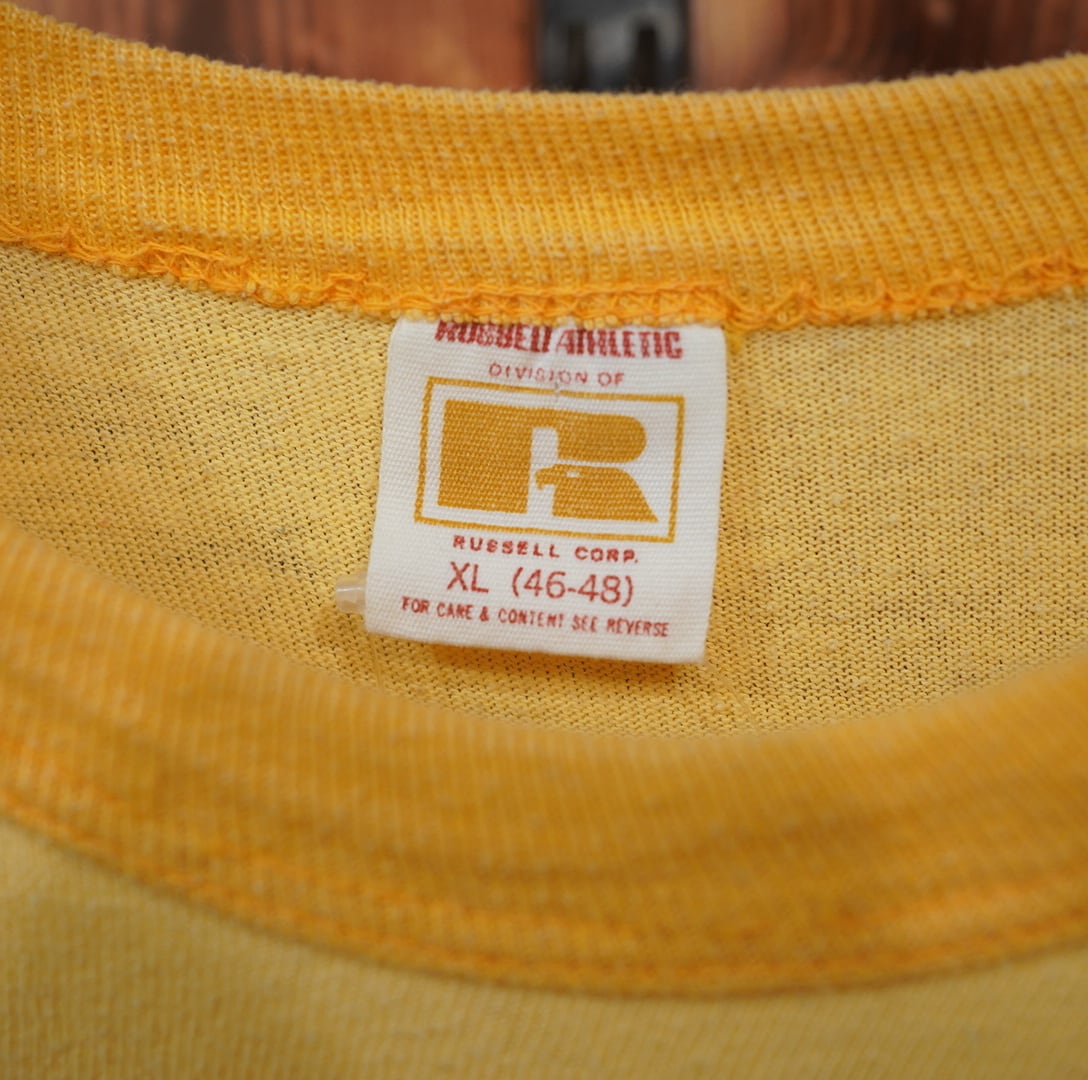 RUSSELL ATHLETIC
DIVISION OF
R
RUSSELL CORP.
XL (46-48)
FOR CARE & CONTENT SEE REVERSE